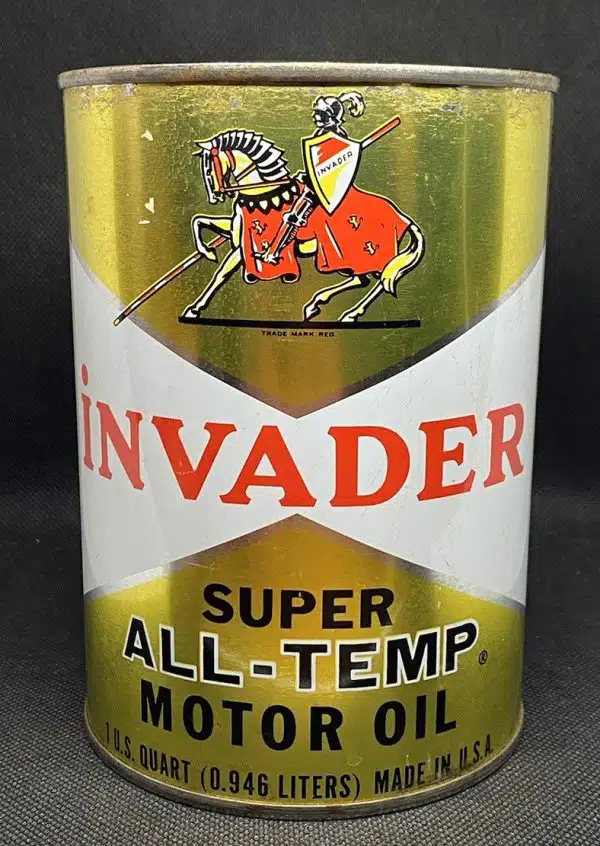 INVADER
TRADE MARK REG.
iNVADER
SUPER
ALL-TEMP®
MOTOR OIL
1 U.S. QUART (0.946 LITERS) MADE IN U.S.A.